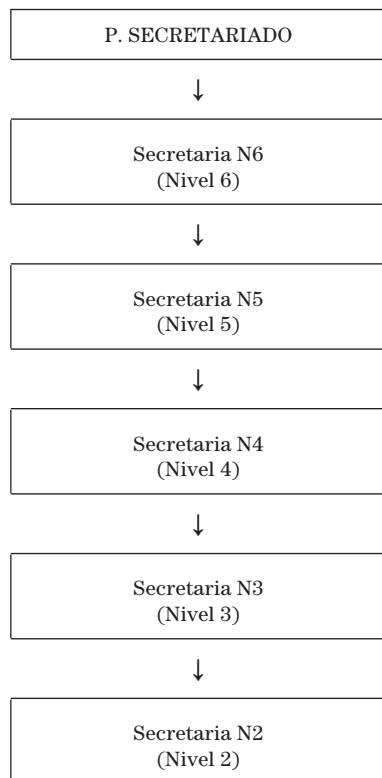 P. SECRETARIADO
↓
Secretaria N6
(Nivel 6)
↓
Secretaria N5
(Nivel 5)
↓
Secretaria N4
(Nivel 4)
↓
Secretaria N3
(Nivel 3)
↓
Secretaria N2
(Nivel 2)